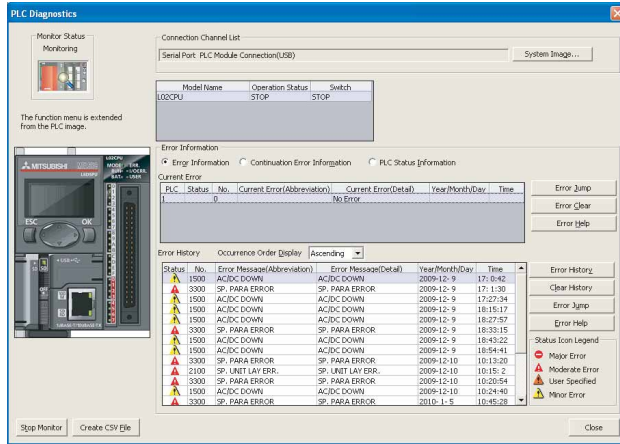 PLC Diagnostics
Monitor Status
Monitoring
The function menu is extended
from the PLC image.
Connection Channel List
Serial Port PLC Module Connection(USB)
System Image...
Model Name Operation Status Switch
L02CPU STOP STOP
MITSUBISHI
L02CPU
ESC OK
Error Information
Error Information Continuation Error Information PLC Status Information
Current Error
PLC Status No. Current Error(Abbreviation) Current Error(Detail) Year/Month/Day Time
1 0 No Error
Error Jump
Error Clear
Error Help
Error History Occurrence Order Display Ascending
Status No. Error Message(Abbreviation) Error Message(Detail) Year/Month/Day Time
1500 AC/DC DOWN AC/DC DOWN 2009-12- 9 17: 0:42
3300 SP. PARA ERROR SP. PARA ERROR 2009-12- 9 17: 1:30
1500 AC/DC DOWN AC/DC DOWN 2009-12- 9 17:27:34
1500 AC/DC DOWN AC/DC DOWN 2009-12- 9 18:15:17
1500 AC/DC DOWN AC/DC DOWN 2009-12- 9 18:27:57
3300 SP. PARA ERROR SP. PARA ERROR 2009-12- 9 18:33:15
1500 AC/DC DOWN AC/DC DOWN 2009-12- 9 18:43:22
1500 AC/DC DOWN AC/DC DOWN 2009-12- 9 18:54:41
3300 SP. PARA ERROR SP. PARA ERROR 2009-12-10 10:13:20
2100 SP. UNIT LAY ERR. SP. UNIT LAY ERR. 2009-12-10 10:15: 2
3300 SP. PARA ERROR SP. PARA ERROR 2009-12-10 10:20:54
1500 AC/DC DOWN AC/DC DOWN 2009-12-10 10:24:40
3300 SP. PARA ERROR SP. PARA ERROR 2010- 1- 5 10:45:28
Error History
Clear History
Error Jump
Error Help
Status Icon Legend
Major Error
Moderate Error
User Specified
Minor Error
Stop Monitor Create CSV File Close